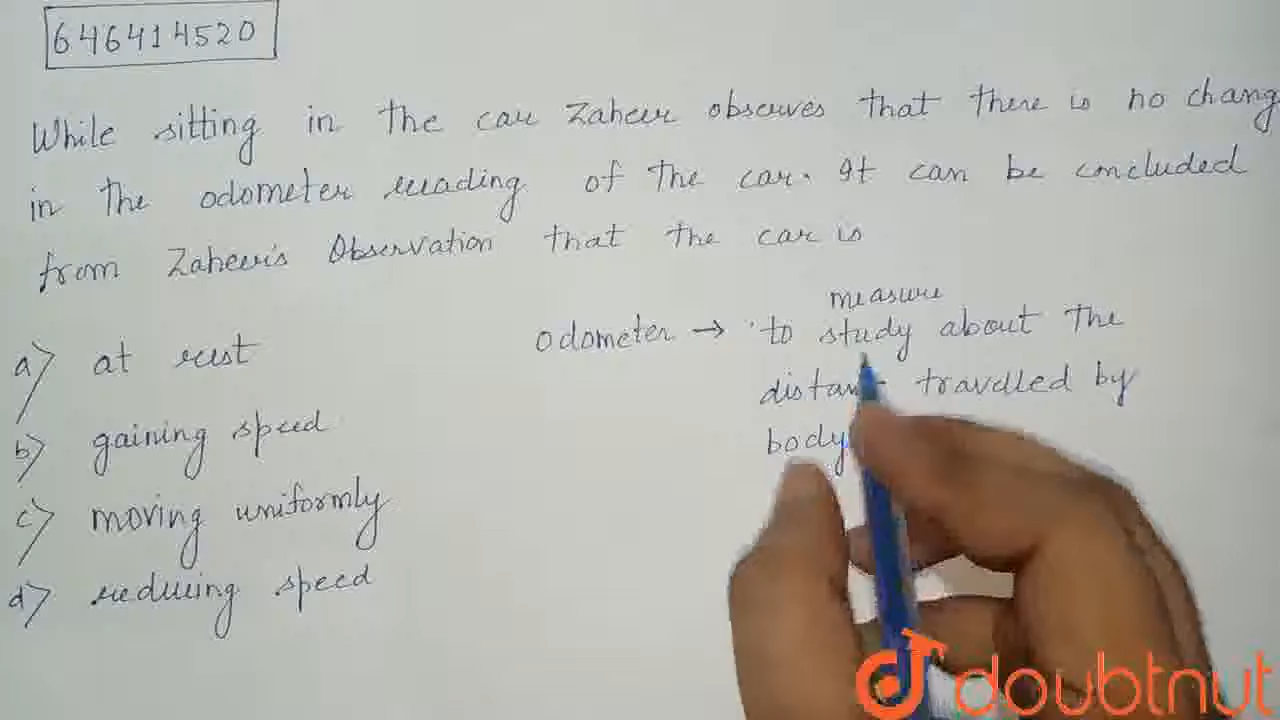 646414520
While sitting in the car Zaheer observes that there is no chang
in the odometer reading of the car. It can be concluded
from Zaheer's Observation that the car is
measure
odometer → to study about the
a) at rest
distan travelled by
b) gaining speed
body
c) moving uniformly
d) reducing speed
doubtnut